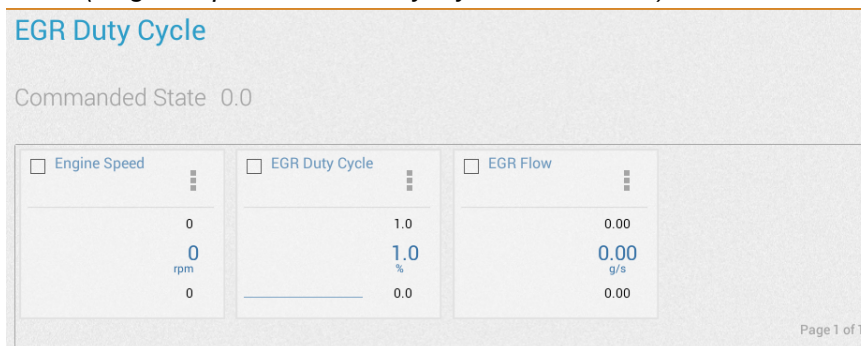 EGR Duty Cycle
Commanded State 0.0
Engine Speed
0
0
rpm
0
EGR Duty Cycle
1.0
1.0
%
0.0
EGR Flow
0.00
0.00
g/s
0.00
Page 1 of 1